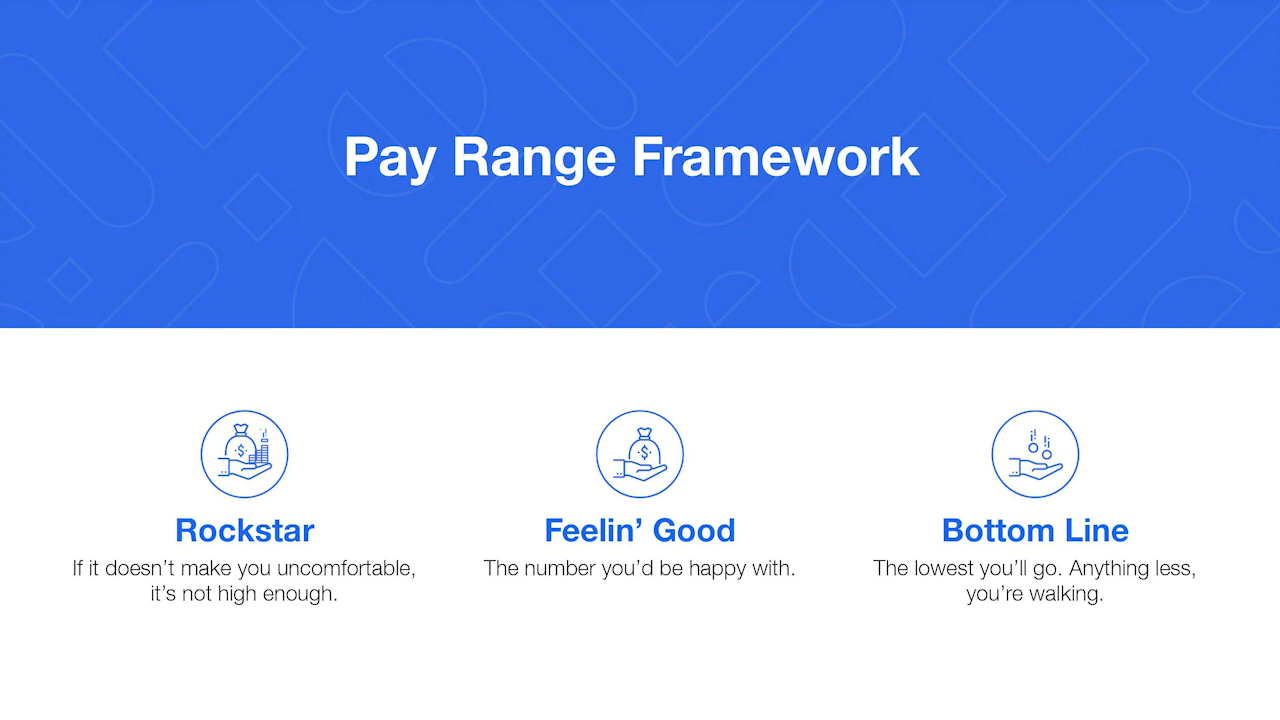 Pay Range Framework
Rockstar
If it doesn’t make you uncomfortable,
it’s not high enough.
Feelin’ Good
The number you’d be happy with.
Bottom Line
The lowest you’ll go. Anything less,
you’re walking.